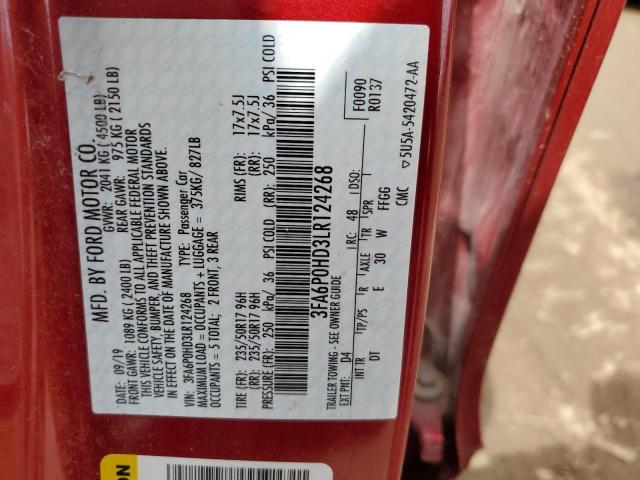 MFD. BY FORD MOTOR CO.
09/19 GVWR: 2041 KG ( 4500 LB)
FRONT GAWR: 1089 KG ( 2400 LB) REAR GAWR: 975 KG ( 2150 LB)
THIS VEHICLE CONFORMS TO ALL APPLICABLE FEDERAL MOTOR
VEHICLE SAFETY, BUMPER, AND THEFT PREVENTION STANDARDS
IN EFFECT ON THE DATE OF MANUFACTURE SHOWN ABOVE.
VIN: 3FA6P0HD3LR124268 TYPE: Passenger Car
MAXIMUM LOAD = OCCUPANTS + LUGGAGE = 375KG/ 827LB
OCCUPANTS = 5 TOTAL; 2 FRONT, 3 REAR
TIRE (FR): 235/50R17 96H RIMS (FR): 17x7.5J
TIRE (RR): 235/50R17 96H (RR): 17x7.5J
PRESSURE (FR): 250 kPa/ 36 PSI COLD (RR): 250 kPa/ 36 PSI COLD
3FA6P0HD3LR124268
F0090
R0137
TRAILER TOWING - SEE OWNER GUIDE
EXT PNT: D4 RC: 48 DSO:
INT TR TP/PS R AXLE TR SPR
DT E 30 W FFGG
CMC
5U5A-5420472-AA
ON